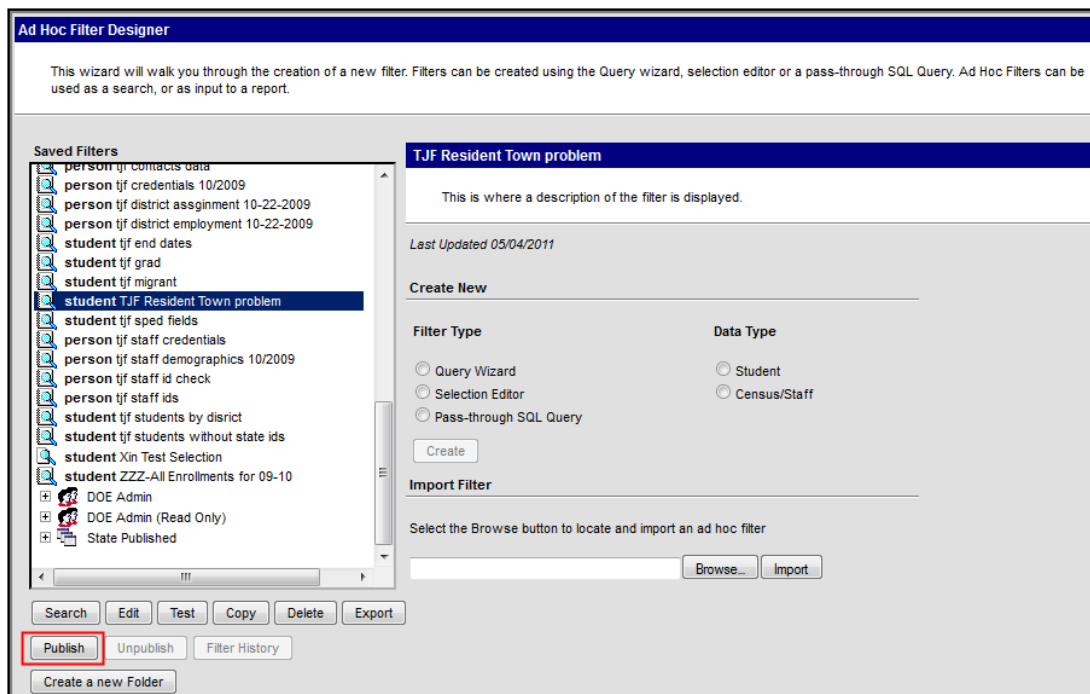 Ad Hoc Filter Designer
This wizard will walk you through the creation of a new filter. Filters can be created using the Query wizard, selection editor or a pass-through SQL Query. Ad Hoc Filters can be
used as a search, or as input to a report.
Saved Filters
person tjf contacts data
person tjf credentials 10/2009
person tjf district assginment 10-22-2009
person tjf district employment 10-22-2009
student tjf end dates
student tjf grad
student tjf migrant
student TJF Resident Town problem
student tjf sped fields
person tjf staff credentials
person tjf staff demographics 10/2009
person tjf staff id check
person tjf staff ids
student tjf students by disrict
student tjf students without state ids
student Xin Test Selection
student ZZZ-All Enrollments for 09-10
DOE Admin
DOE Admin (Read Only)
State Published
Search Edit Test Copy Delete Export
Publish Unpublish Filter History
Create a new Folder
TJF Resident Town problem
This is where a description of the filter is displayed.
Last Updated 05/04/2011
Create New
Filter Type Data Type
Query Wizard Student
Selection Editor Census/Staff
Pass-through SQL Query
Create
Import Filter
Select the Browse button to locate and import an ad hoc filter
Browse... Import